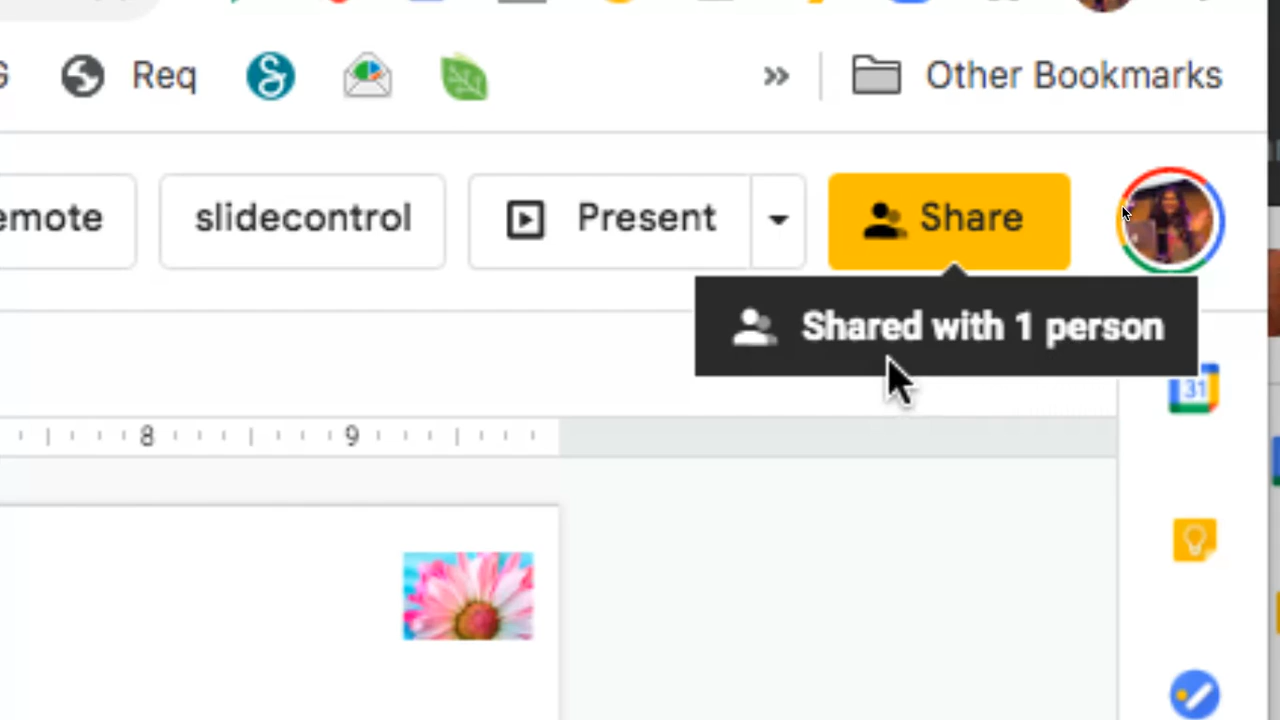 Req
Other Bookmarks
emote
slidecontrol
Present
Share
Shared with 1 person
31
8
9